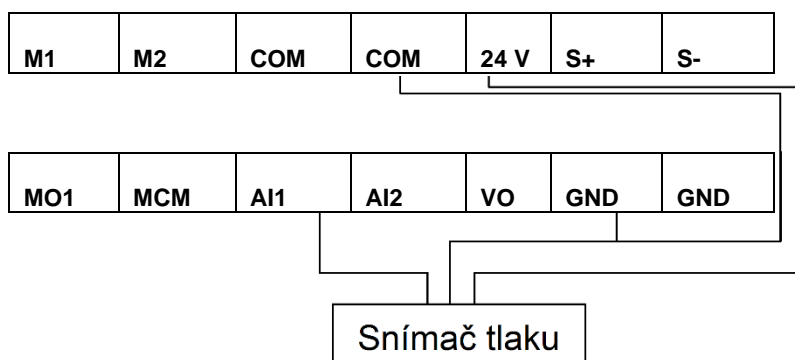 M1 M2 COM COM 24 V S+ S-
MO1 MCM AI1 AI2 VO GND GND
Snímač tlaku